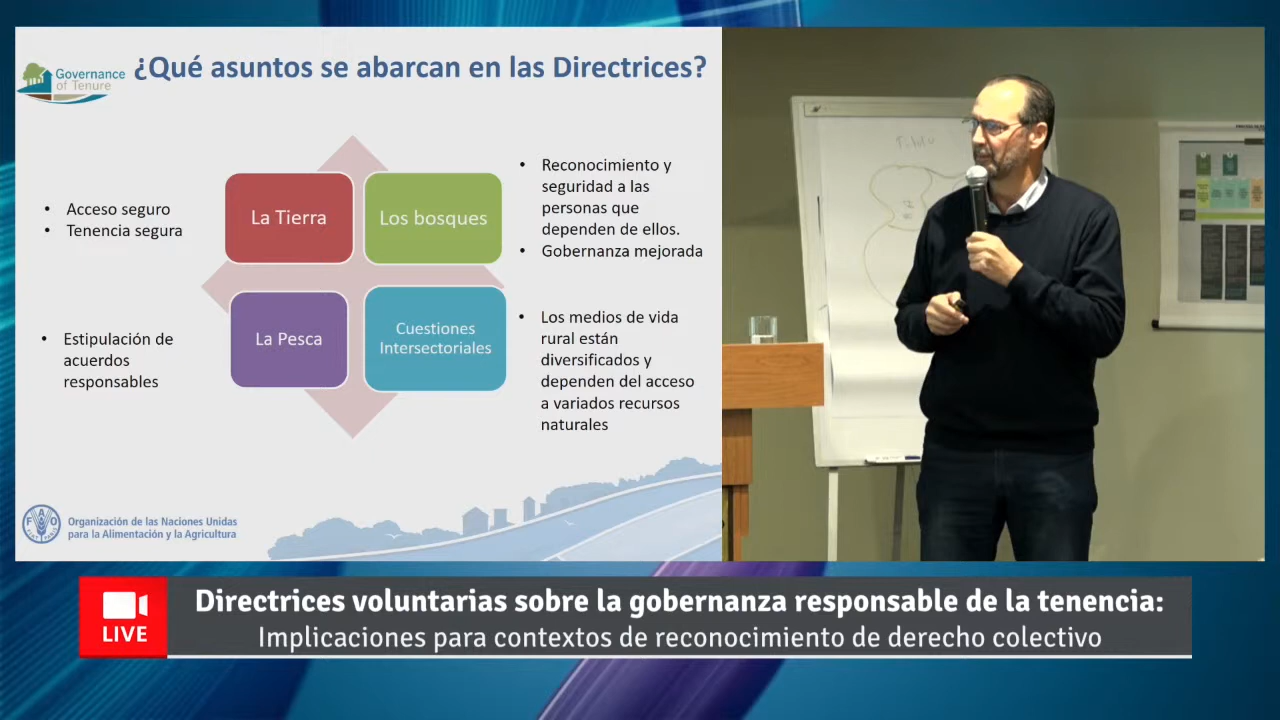 Governance
of Tenure
¿Qué asuntos se abarcan en las Directrices?
• Acceso seguro
• Tenencia segura
La Tierra
Los bosques
• Reconocimiento y
seguridad a las
personas que
dependen de ellos.
• Gobernanza mejorada
• Estipulación de
acuerdos
responsables
La Pesca
Cuestiones
Intersectoriales
• Los medios de vida
rural están
diversificados y
dependen del acceso
a variados recursos
naturales
FAO
Organización de las Naciones Unidas
para la Alimentación y la Agricultura
LIVE
Directrices voluntarias sobre la gobernanza responsable de la tenencia:
Implicaciones para contextos de reconocimiento de derecho colectivo